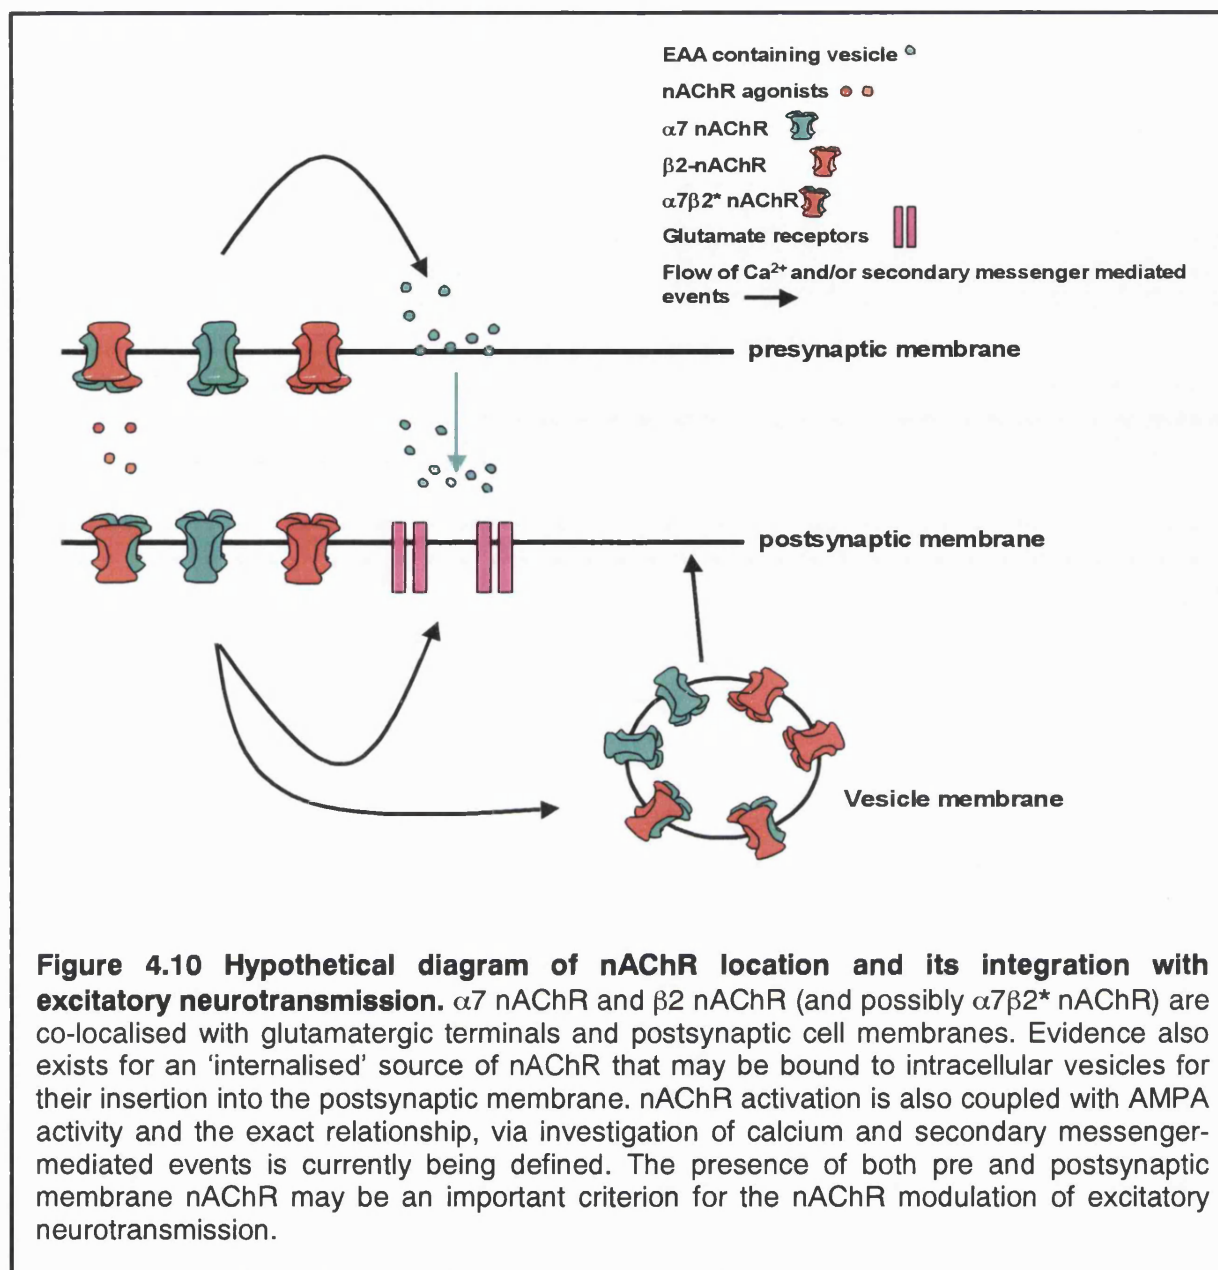 EAA containing vesicle
nAChR agonists
α7 nAChR
β2-nAChR
α7β2* nAChR
Glutamate receptors
Flow of Ca²⁺ and/or secondary messenger mediated
events
presynaptic membrane
postsynaptic membrane
Vesicle membrane
Figure 4.10 Hypothetical diagram of nAChR location and its integration with
excitatory neurotransmission. α7 nAChR and β2 nAChR (and possibly α7β2* nAChR) are
co-localised with glutamatergic terminals and postsynaptic cell membranes. Evidence also
exists for an 'internalised' source of nAChR that may be bound to intracellular vesicles for
their insertion into the postsynaptic membrane. nAChR activation is also coupled with AMPA
activity and the exact relationship, via investigation of calcium and secondary messenger-
mediated events is currently being defined. The presence of both pre and postsynaptic
membrane nAChR may be an important criterion for the nAChR modulation of excitatory
neurotransmission.